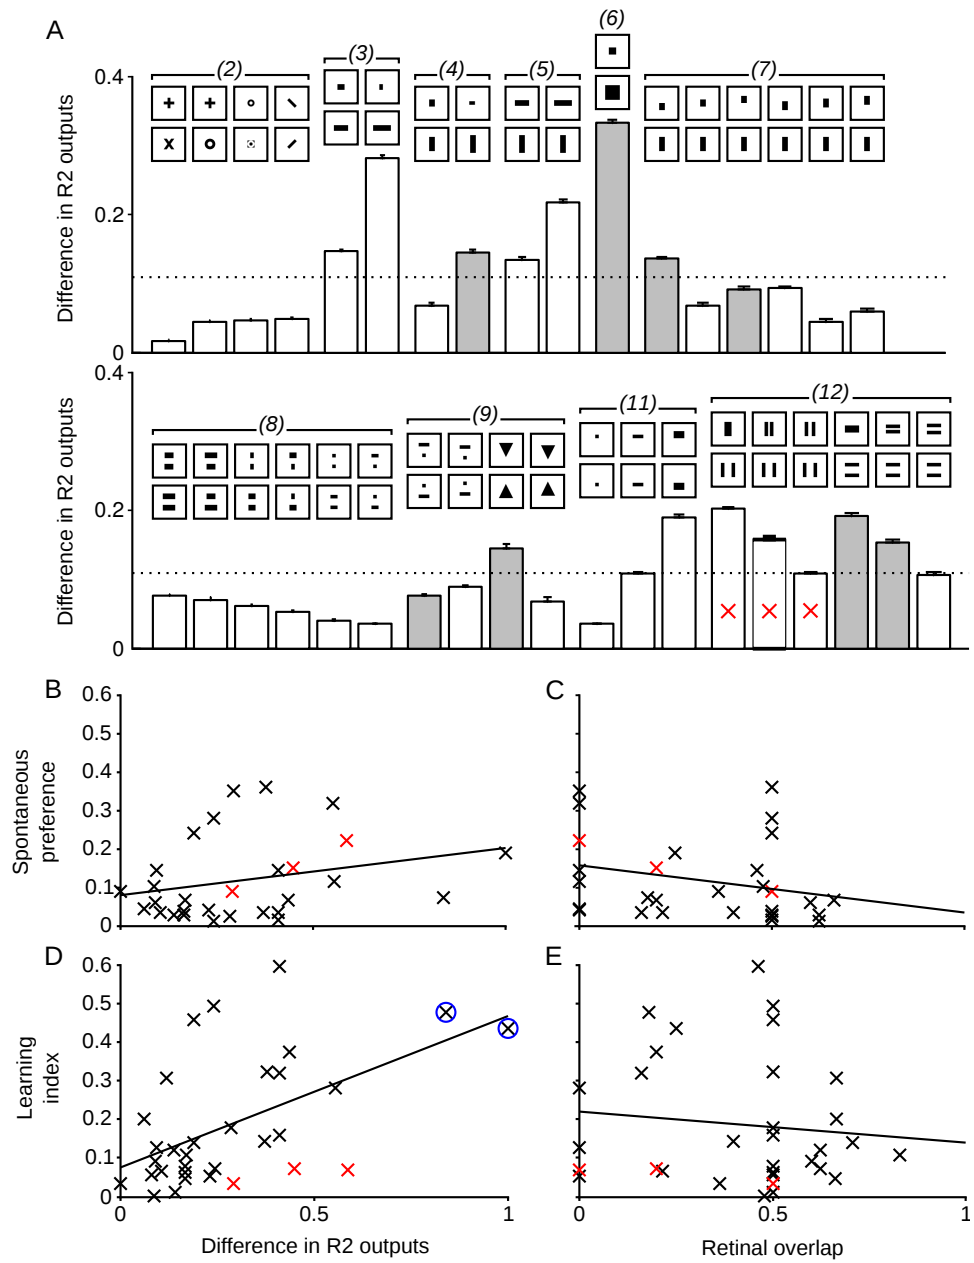 A
(6)
(2)
(3)
(4)
(5)
(7)
Difference in R2 outputs
0.4
0.2
0
(8)
(9)
(11)
(12)
Difference in R2 outputs
0.4
0.2
0
B
Spontaneous
preference
0.6
0.5
0.4
0.3
0.2
0.1
0
C
D
Learning
index
0.6
0.5
0.4
0.3
0.2
0.1
0
0 0.5 1
Difference in R2 outputs
E
0 0.5 1
Retinal overlap